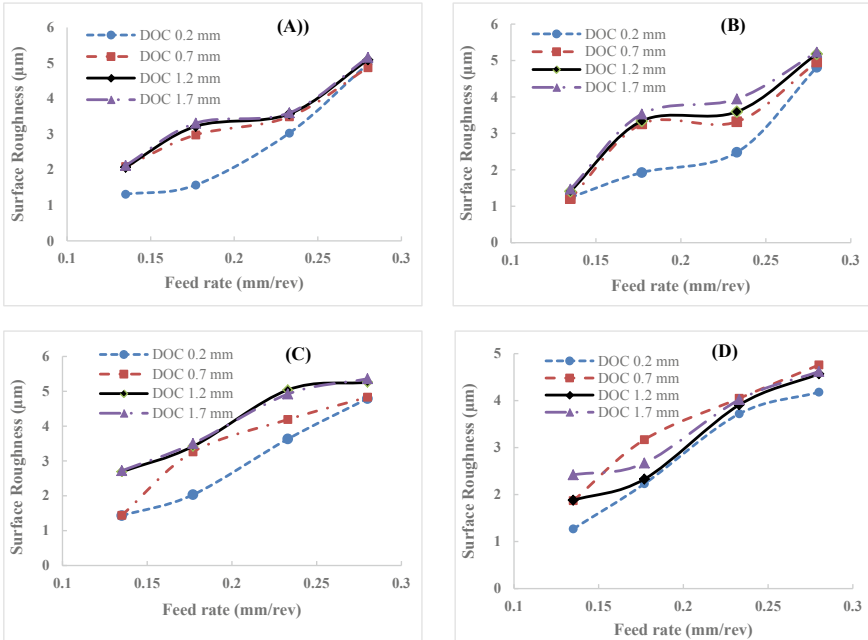 (A))
DOC 0.2 mm
DOC 0.7 mm
DOC 1.2 mm
DOC 1.7 mm
6
5
4
3
2
1
0
0.1 0.15 0.2 0.25 0.3
Surface Roughness (µm)
Feed rate (mm/rev)
(B)
DOC 0.2 mm
DOC 0.7 mm
DOC 1.2 mm
DOC 1.7 mm
6
5
4
3
2
1
0
0.1 0.15 0.2 0.25 0.3
Surface Roughness (µm)
Feed rate (mm/rev)
(C)
DOC 0.2 mm
DOC 0.7 mm
DOC 1.2 mm
DOC 1.7 mm
6
5
4
3
2
1
0
0.1 0.15 0.2 0.25 0.3
Surface Roughness (µm)
Feed rate (mm/rev)
(D)
DOC 0.2 mm
DOC 0.7 mm
DOC 1.2 mm
DOC 1.7 mm
5
4
3
2
1
0
0.1 0.15 0.2 0.25 0.3
Surface Roughness (µm)
Feed rate (mm/rev)